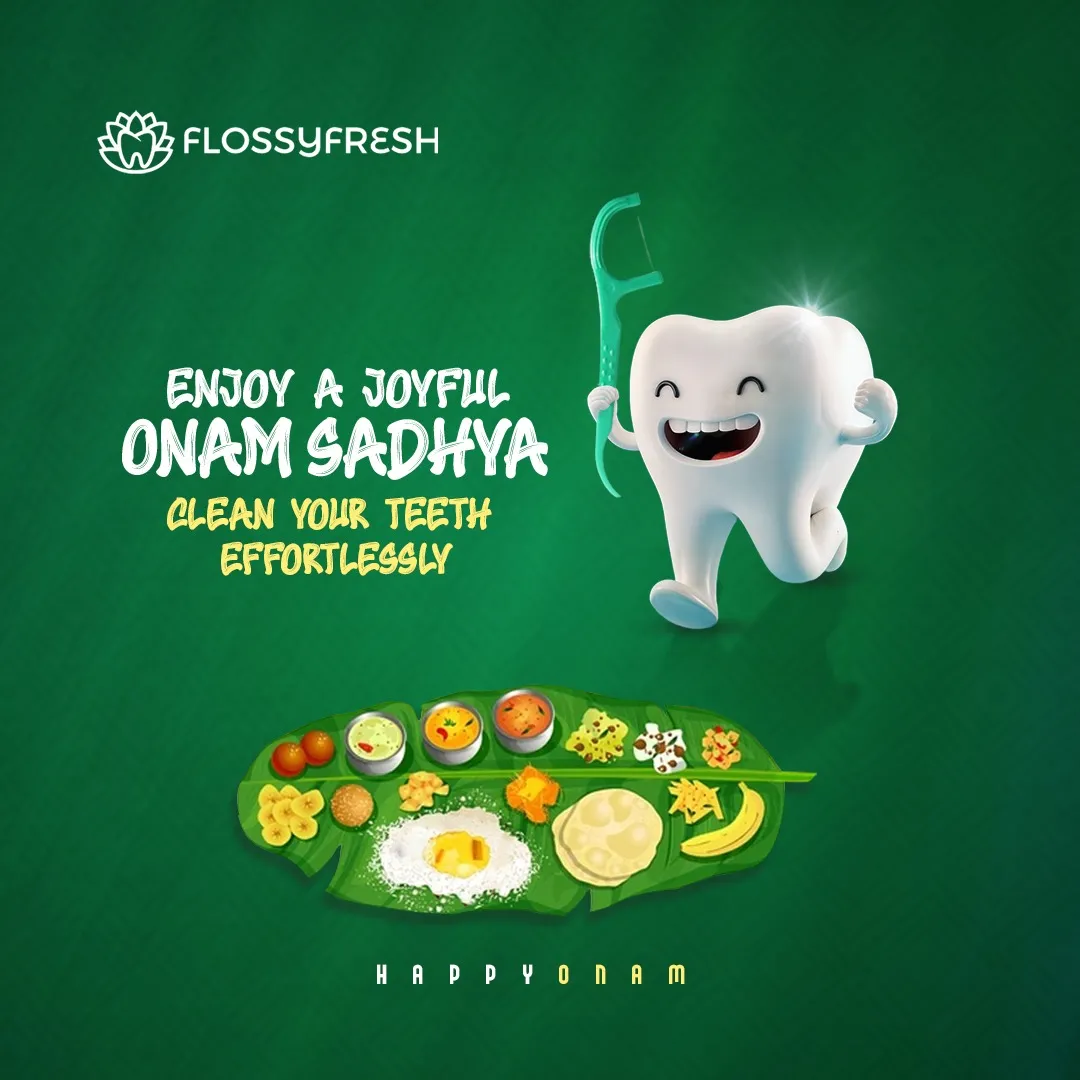 FLOSSYFRESH
ENJOY A JOYFUL
ONAM SADHYA
CLEAN YOUR TEETH
EFFORTLESSLY
HAPPY ONAM